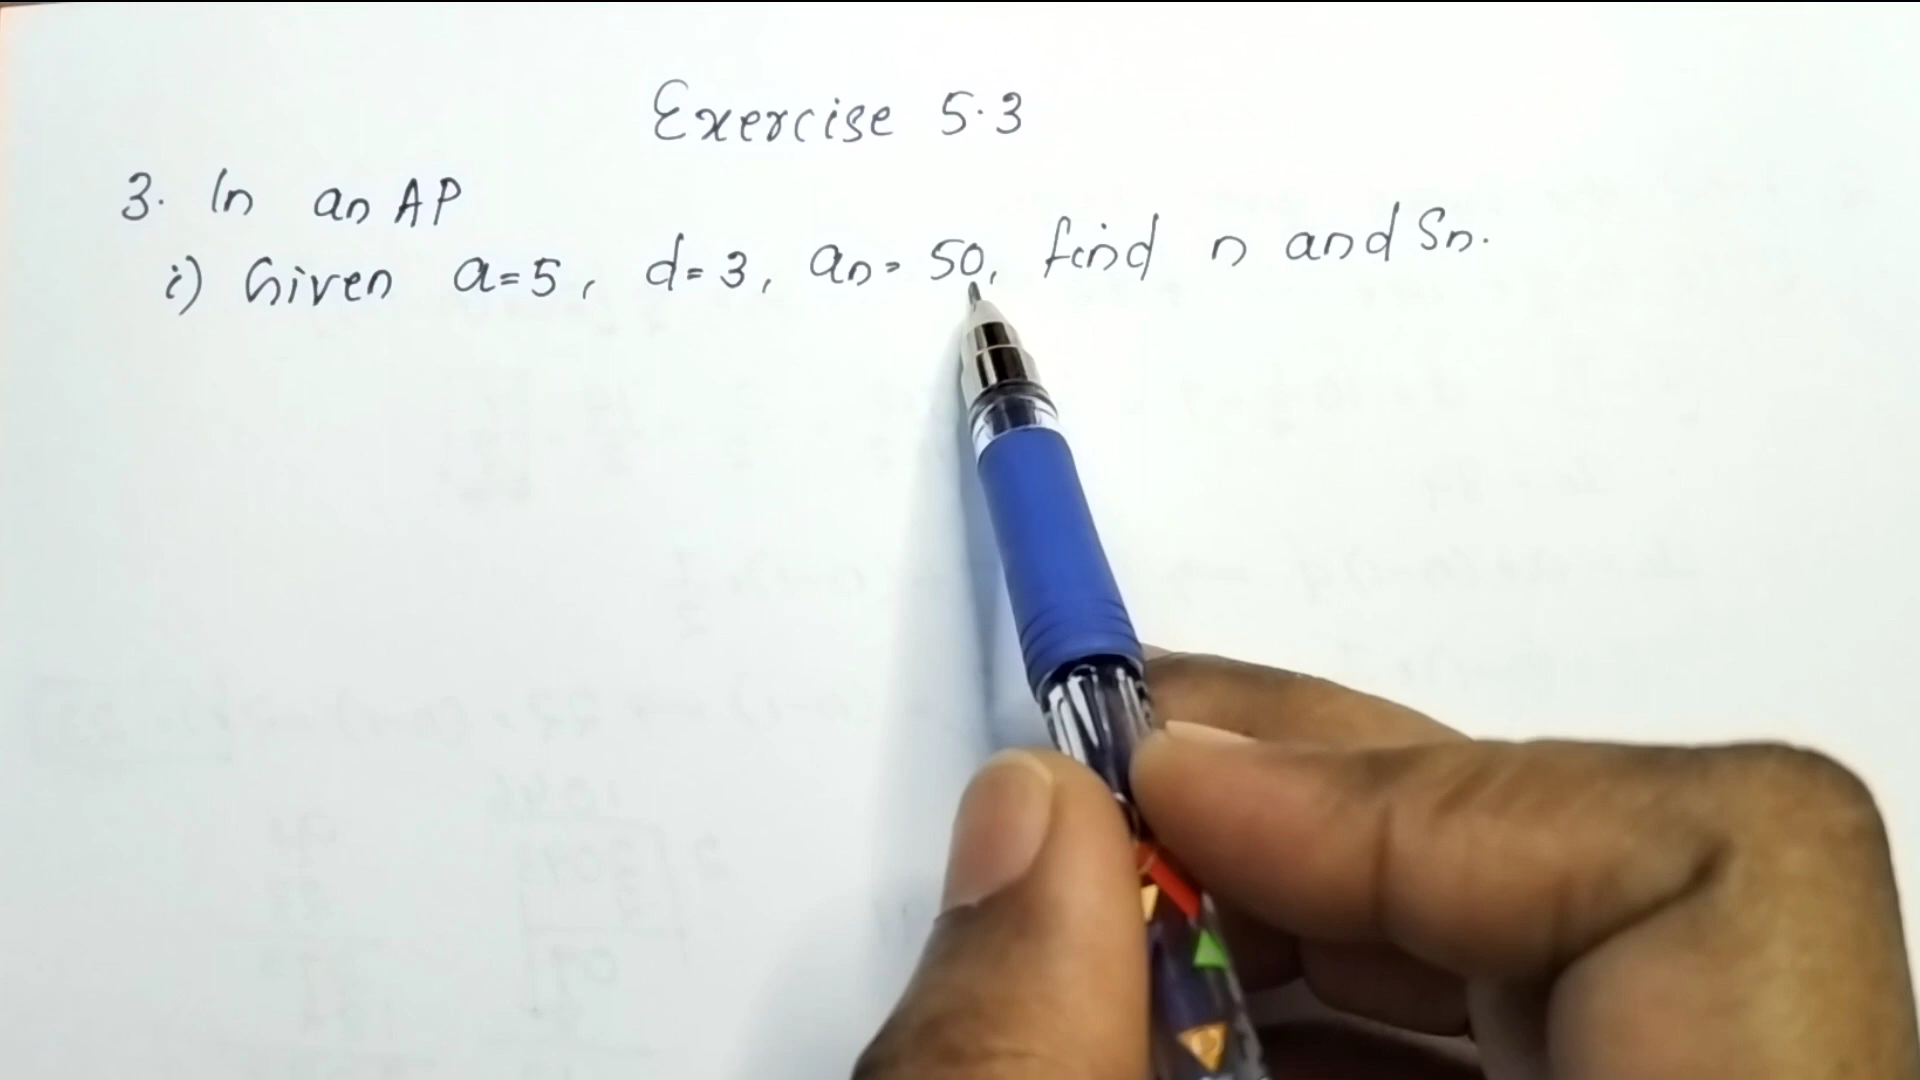 Exercise 5.3
3. In an AP
i) Given a=5, d=3, an=50, find n and Sn.